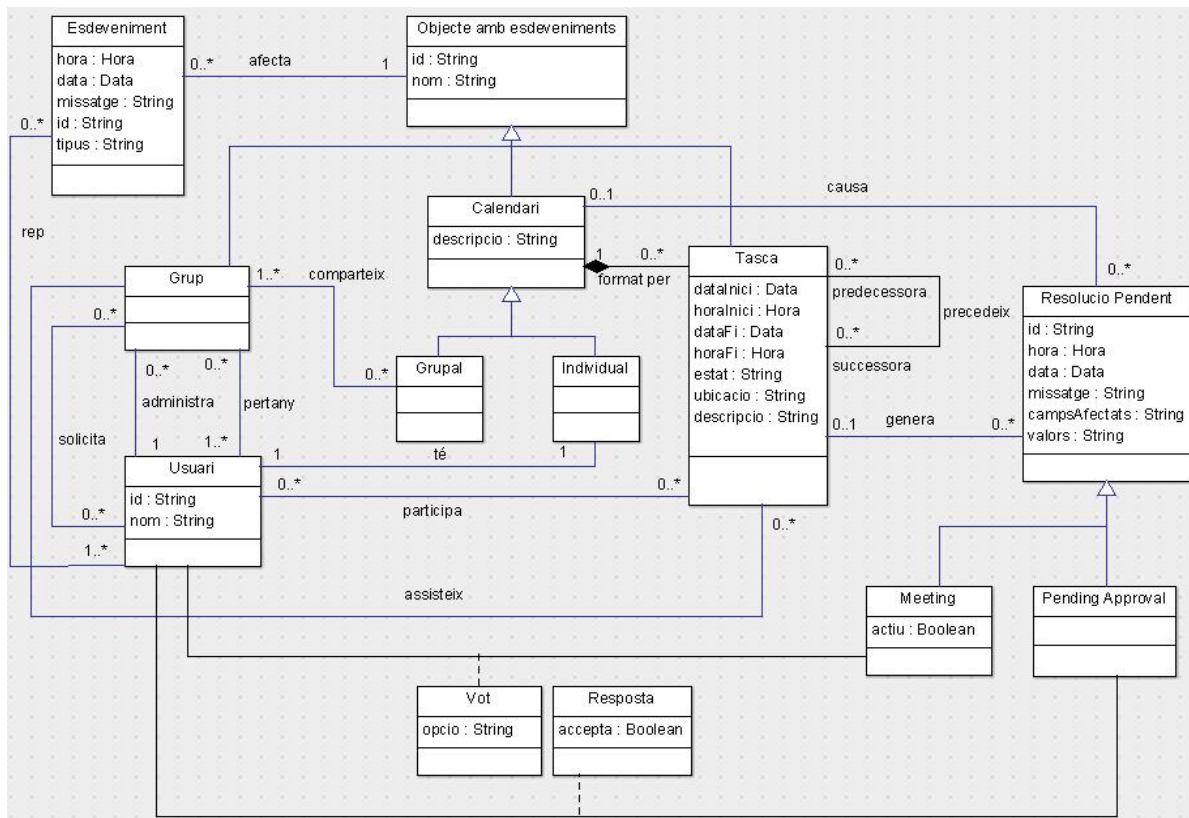 Esdeveniment
hora : Hora
data : Data
missatge : String
id : String
tipus : String
Objecte amb esdeveniments
id : String
nom : String
0..*
afecta
1
0..*
rep
Calendari
descripcio : String
0..1
causa
0..*
1
0..*
format per
Grup
1..*
comparteix
0..*
0..*
0..*
0..*
administra
pertany
solicita
1
1..*
Grupal
Individual
Tasca
dataInici : Data
horaInici : Hora
dataFi : Data
horaFi : Hora
estat : String
ubicacio : String
descripcio : String
0..*
predecessora
precedeix
0..*
successora
Resolucio Pendent
id : String
hora : Hora
data : Data
missatge : String
campsAfectats : String
valors : String
0..1
genera
0..*
Usuari
id : String
nom : String
1
té
1
0..*
participa
0..*
0..*
1..*
assisteix
0..*
Meeting
actiu : Boolean
Pending Approval
Vot
opcio : String
Resposta
accepta : Boolean